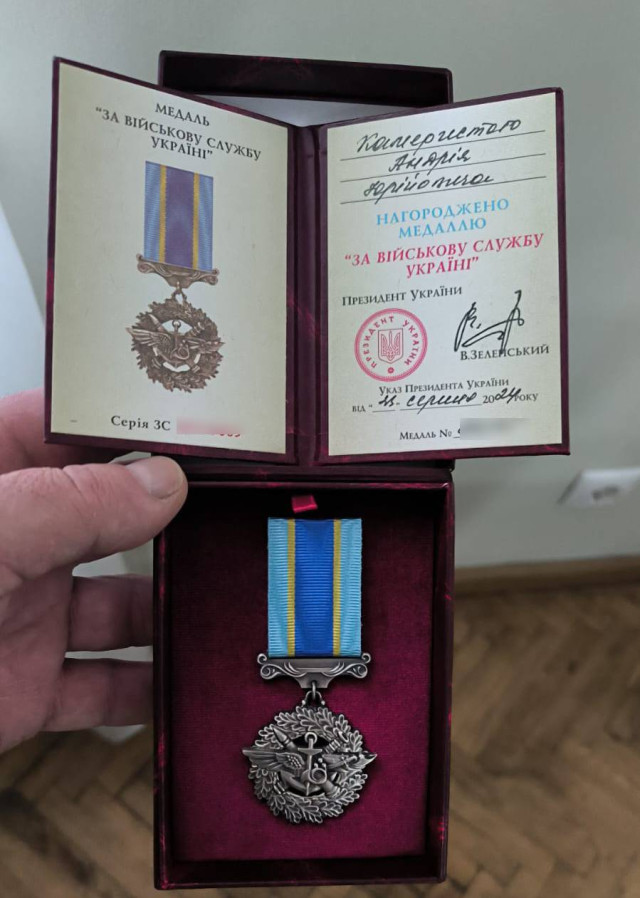 МЕДАЛЬ
“ЗА ВІЙСЬКОВУ СЛУЖБУ
УКРАЇНІ”
Серія ЗС
Камеристого
Андрія
Юрійовича
НАГОРОДЖЕНО
МЕДАЛЛЮ
“ЗА ВІЙСЬКОВУ СЛУЖБУ
УКРАЇНІ”
ПРЕЗИДЕНТ УКРАЇНИ
ПРЕЗИДЕНТ УКРАЇНИ
В.ЗЕЛЕНСЬКИЙ
УКАЗ ПРЕЗИДЕНТА УКРАЇНИ
ВІД " " серпня 2024 РОКУ
МЕДАЛЬ №